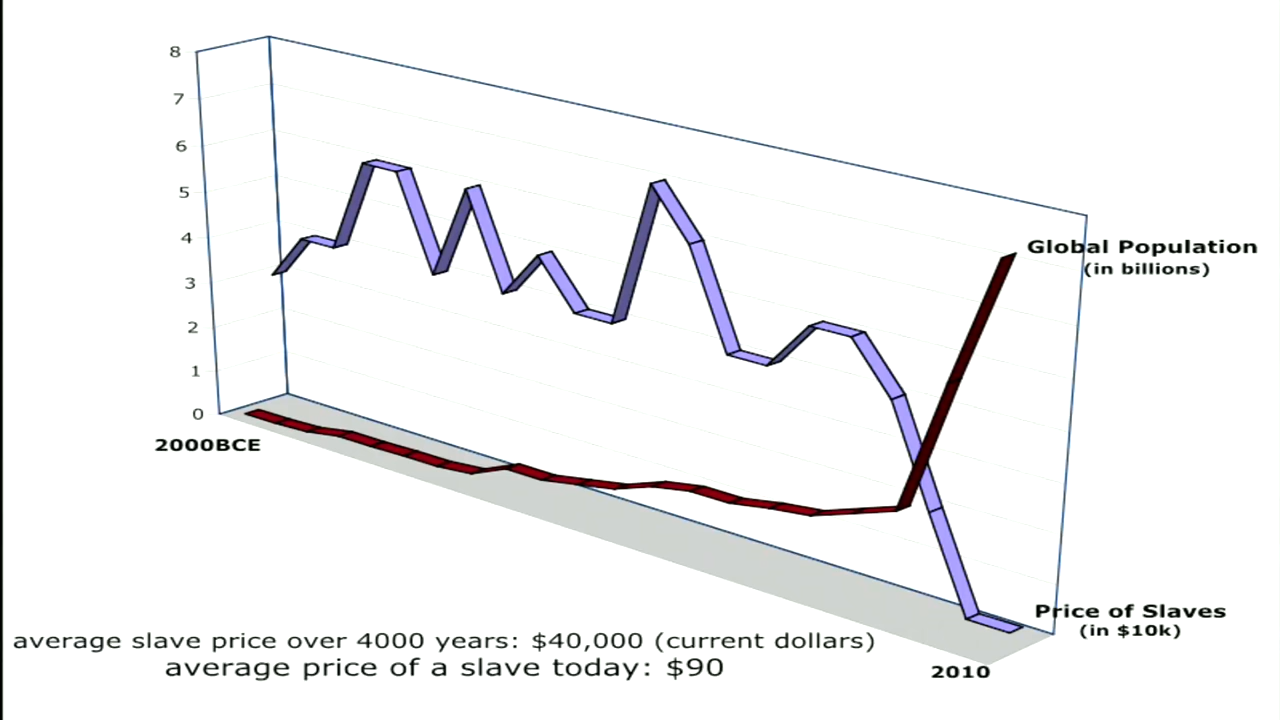 8
7
6
5
4
3
2
1
0
Global Population
(in billions)
2000BCE
Price of Slaves
(in $10k)
average slave price over 4000 years: $40,000 (current dollars)
average price of a slave today: $90
2010